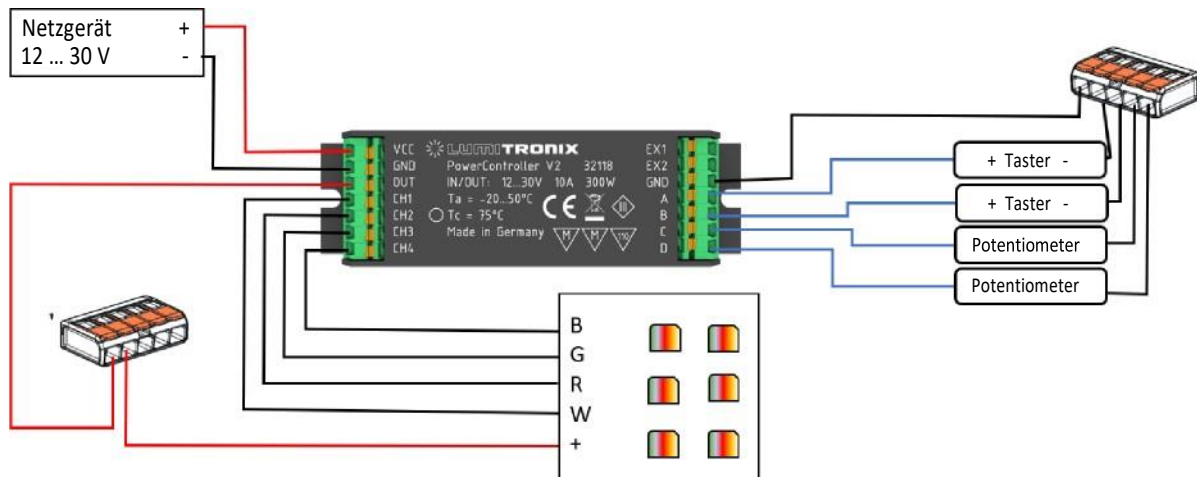 Netzgerät +
12 ... 30 V -
VCC LUMITRONIX EX1
GND PowerController V2 32118 EX2
OUT IN/OUT: 12...30V 10A 300W GND
CH1 Ta = -20...50°C CE A
CH2 Tc = 75°C B
CH3 Made in Germany M M 110 C
CH4 D
+ Taster -
+ Taster -
Potentiometer
Potentiometer
B
G
R
W
+